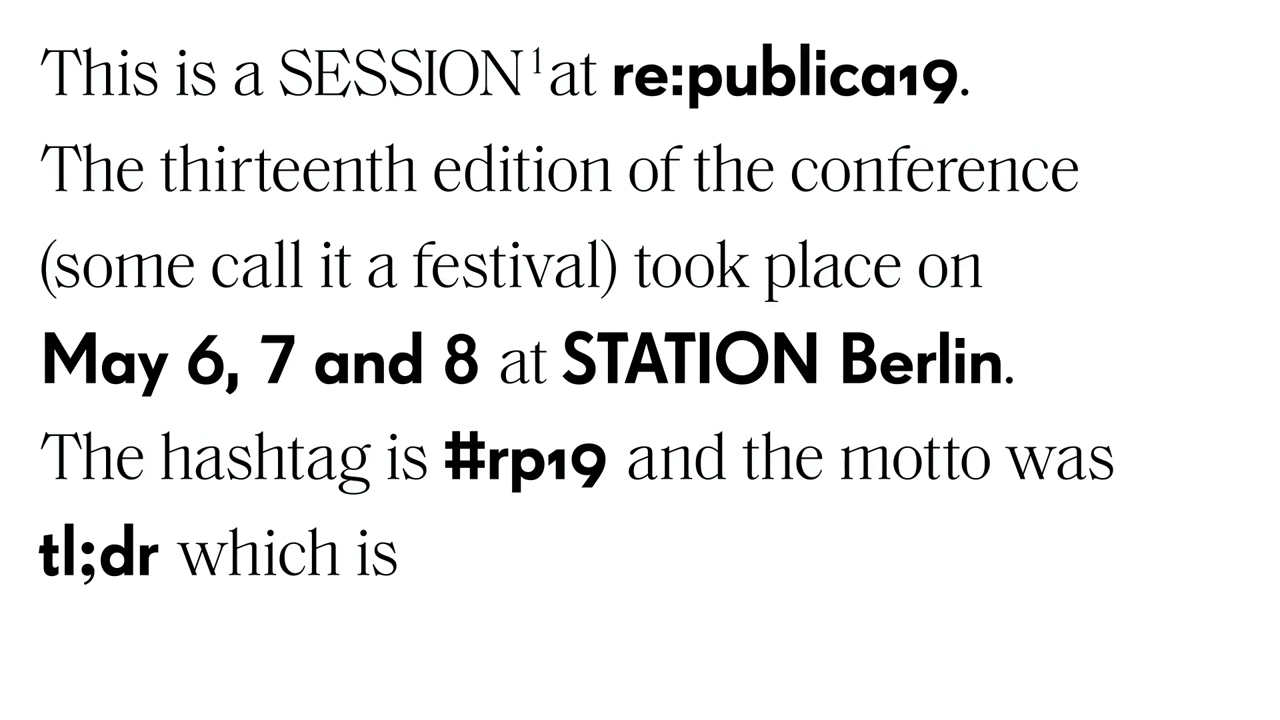 This is a SESSION¹ at re:publica19.
The thirteenth edition of the conference
(some call it a festival) took place on
May 6, 7 and 8 at STATION Berlin.
The hashtag is #rp19 and the motto was
tl;dr which is